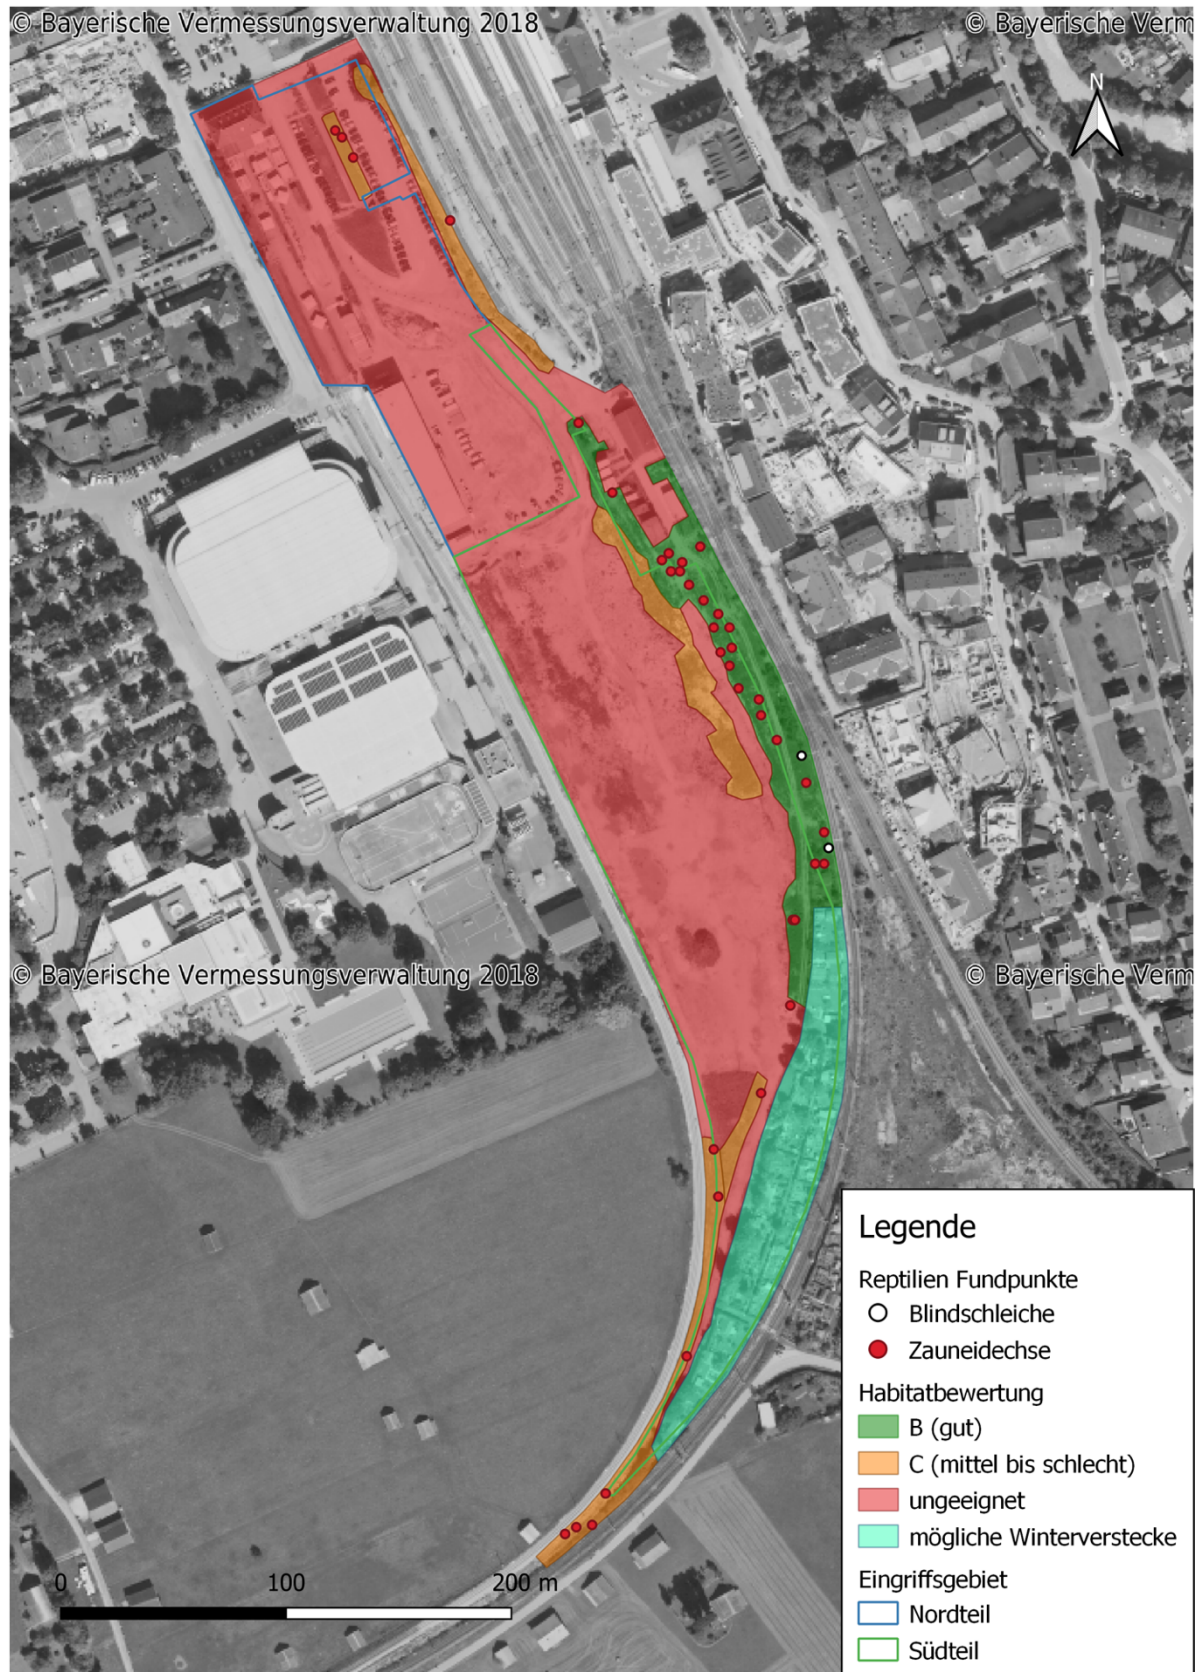 © Bayerische Vermessungsverwaltung 2018
© Bayerische Verm
N
© Bayerische Vermessungsverwaltung 2018
© Bayerische Verm
Legende
Reptilien Fundpunkte
Blindschleiche
Zauneidechse
Habitatbewertung
B (gut)
C (mittel bis schlecht)
ungeeignet
mögliche Winterverstecke
Eingriffsgebiet
Nordteil
Südteil
0 100 200 m